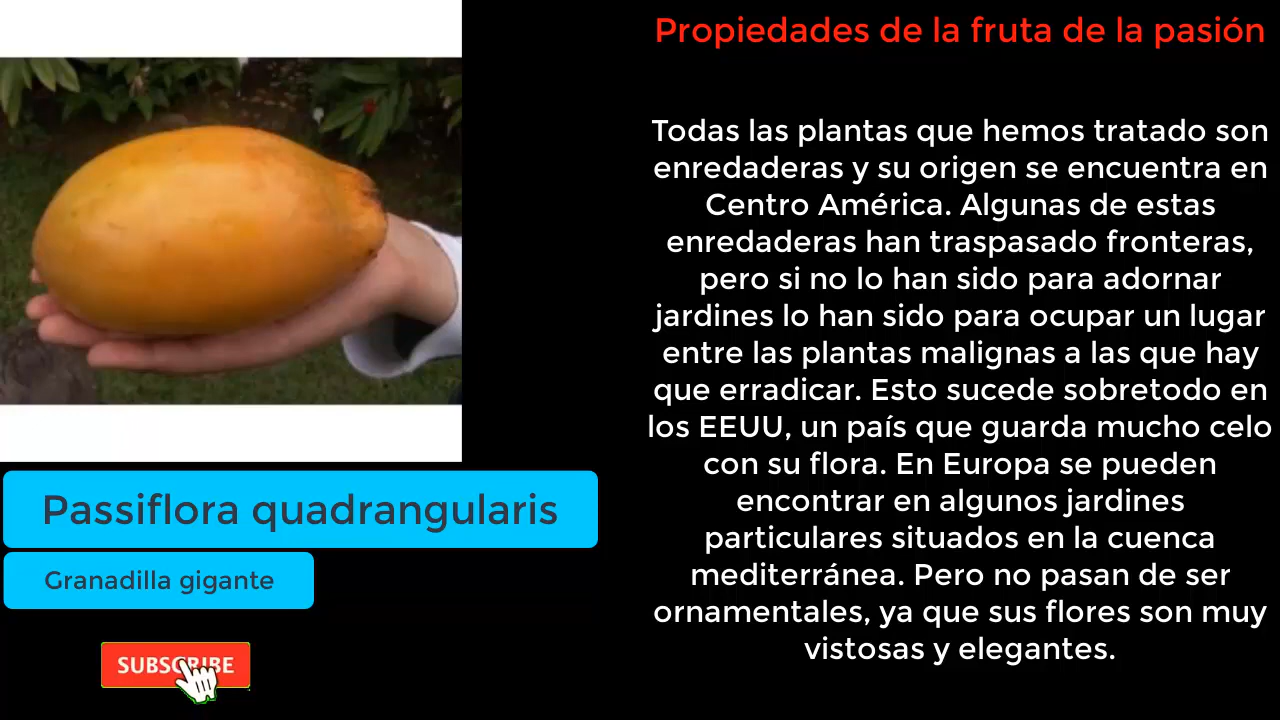 Propiedades de la fruta de la pasión
Todas las plantas que hemos tratado son
enredaderas y su origen se encuentra en
Centro América. Algunas de estas
enredaderas han traspasado fronteras,
pero si no lo han sido para adornar
jardines lo han sido para ocupar un lugar
entre las plantas malignas a las que hay
que erradicar. Esto sucede sobretodo en
los EEUU, un país que guarda mucho celo
con su flora. En Europa se pueden
encontrar en algunos jardines
particulares situados en la cuenca
mediterránea. Pero no pasan de ser
ornamentales, ya que sus flores son muy
vistosas y elegantes.
Passiflora quadrangularis
Granadilla gigante
SUBSCRIBE